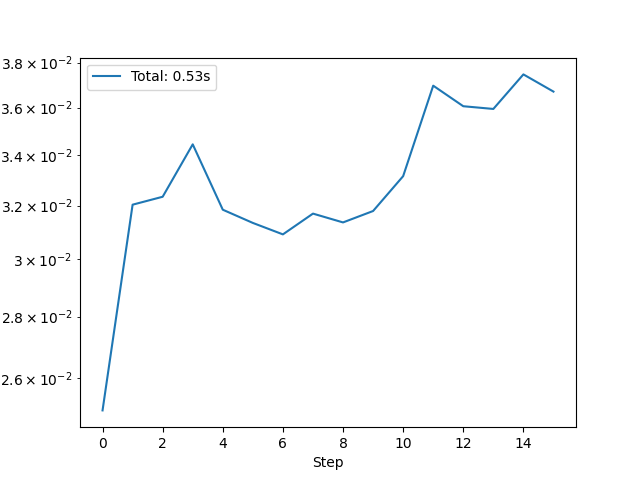 3.8 × 10⁻²
Total: 0.53s
3.6 × 10⁻²
3.4 × 10⁻²
3.2 × 10⁻²
3 × 10⁻²
2.8 × 10⁻²
2.6 × 10⁻²
0 2 4 6 8 10 12 14
Step